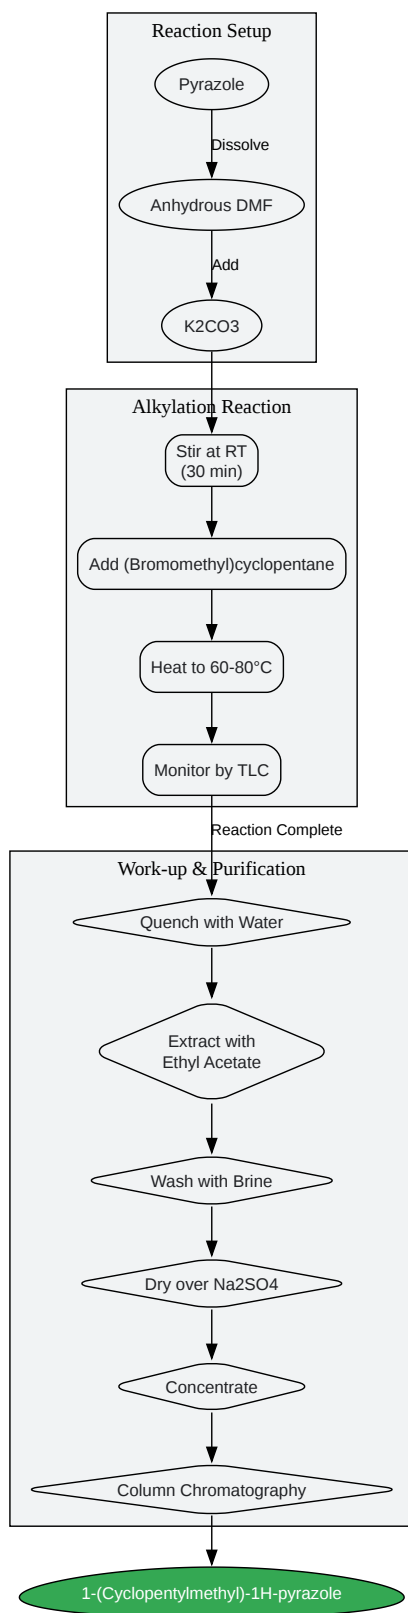 Reaction Setup
Pyrazole
Dissolve
Anhydrous DMF
Add
K2CO3
Alkylation Reaction
Stir at RT
(30 min)
Add (Bromomethyl)cyclopentane
Heat to 60-80°C
Monitor by TLC
Reaction Complete
Work-up & Purification
Quench with Water
Extract with
Ethyl Acetate
Wash with Brine
Dry over Na2SO4
Concentrate
Column Chromatography
1-(Cyclopentylmethyl)-1H-pyrazole